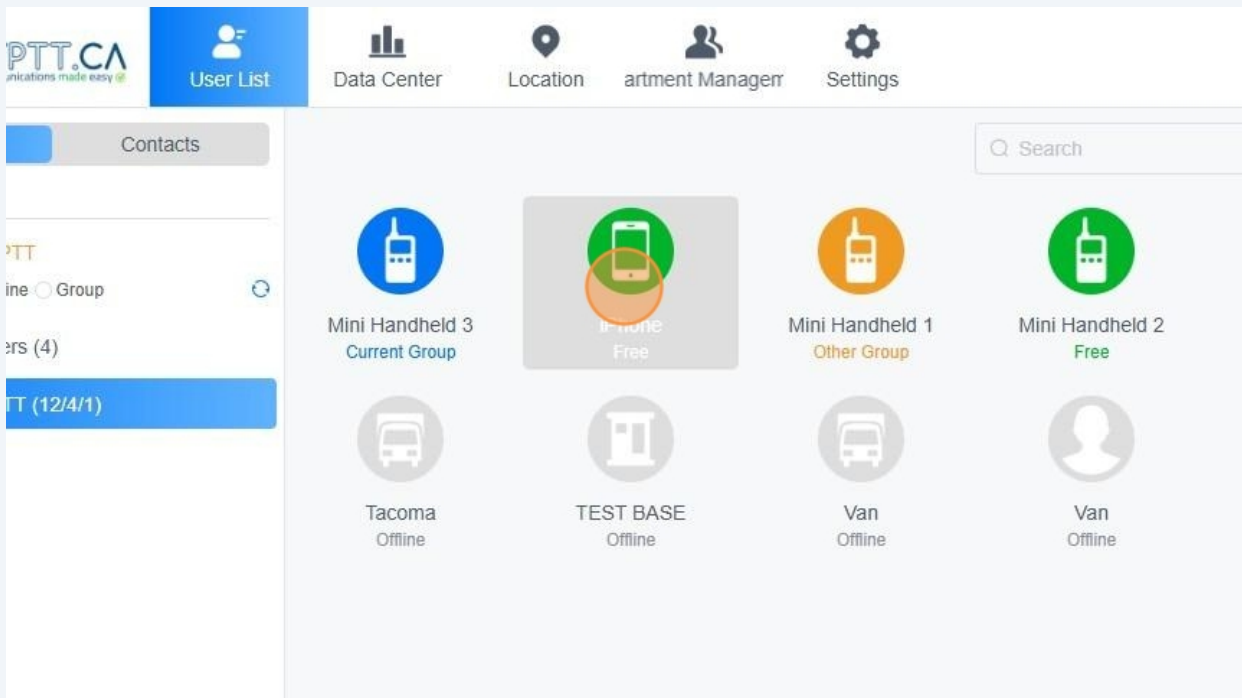 PTT.CA
unications made easy
User List
Data Center
Location
artment Managem
Settings
Contacts
Search
PTT
ine Group
ers (4)
TT (12/4/1)
Mini Handheld 3
Current Group
iPhone
Free
Mini Handheld 1
Other Group
Mini Handheld 2
Free
Tacoma
Offline
TEST BASE
Offline
Van
Offline
Van
Offline